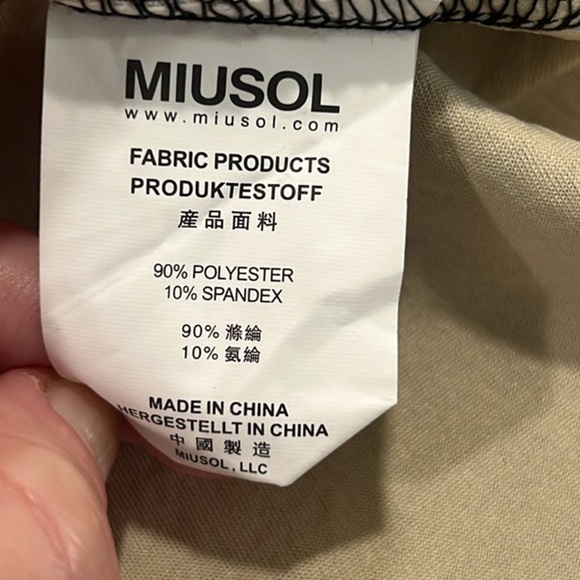 MIUSOL
www.miusol.com
FABRIC PRODUCTS
PRODUKTESTOFF
産品面料
90% POLYESTER
10% SPANDEX
90% 滌綸
10% 氨綸
MADE IN CHINA
HERGESTELLT IN CHINA
中國製造
MIUSOL, LLC